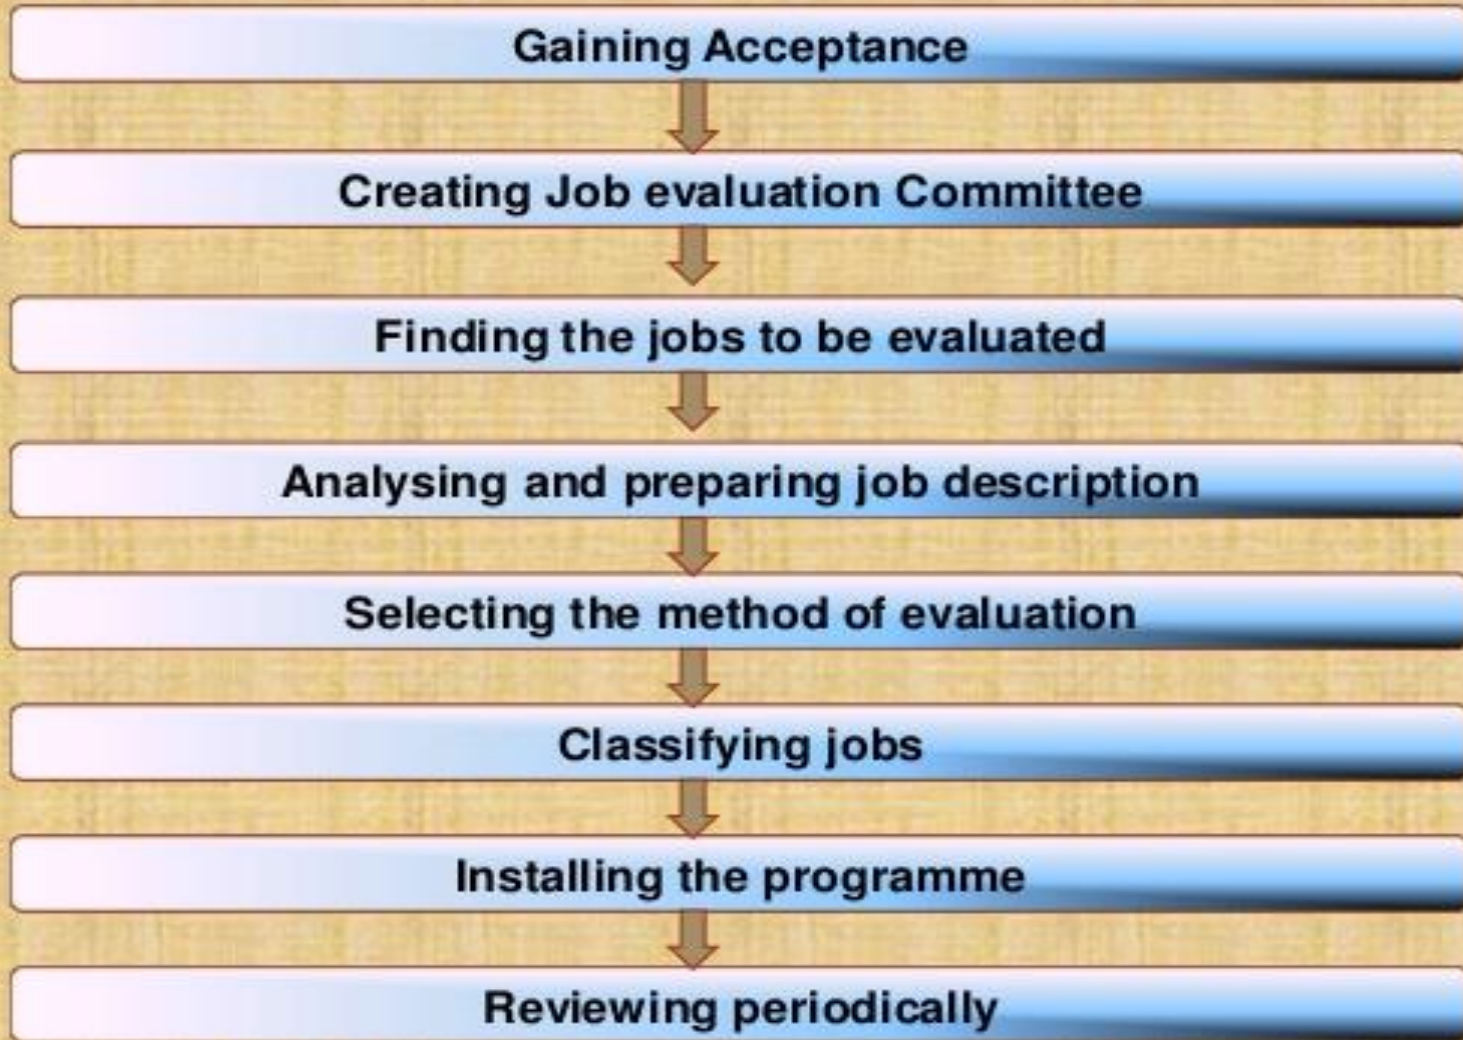 Gaining Acceptance
Creating Job evaluation Committee
Finding the jobs to be evaluated
Analysing and preparing job description
Selecting the method of evaluation
Classifying jobs
Installing the programme
Reviewing periodically